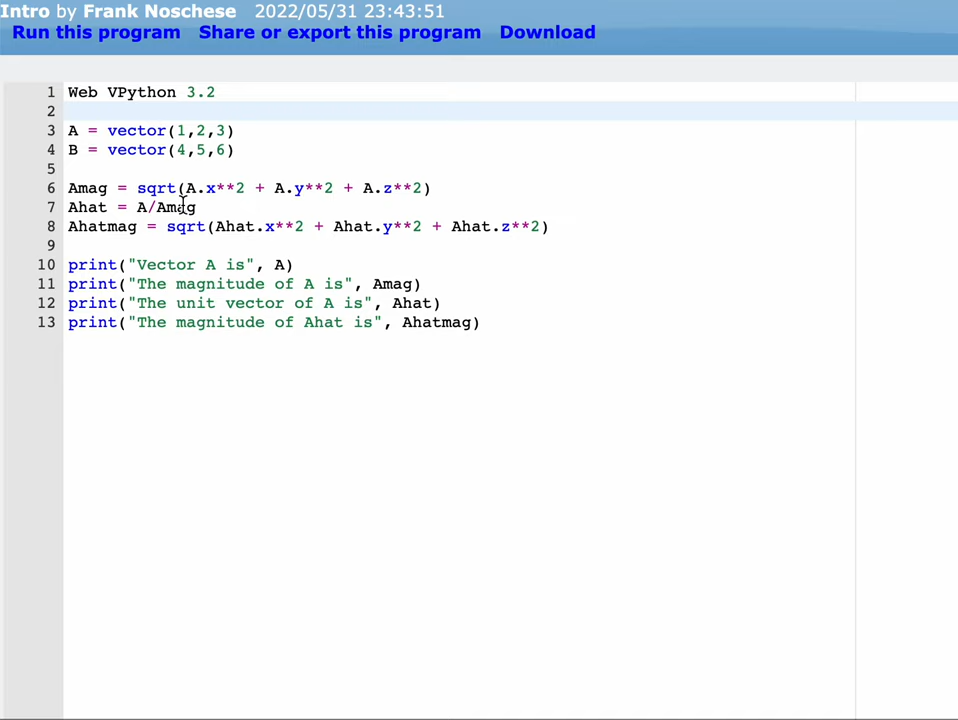 Intro by Frank Noschese 2022/05/31 23:43:51
Run this program Share or export this program Download
1 Web VPython 3.2
2
3 A = vector(1,2,3)
4 B = vector(4,5,6)
5
6 Amag = sqrt(A.x**2 + A.y**2 + A.z**2)
7 Ahat = A/Amag
8 Ahatmag = sqrt(Ahat.x**2 + Ahat.y**2 + Ahat.z**2)
9
10 print("Vector A is", A)
11 print("The magnitude of A is", Amag)
12 print("The unit vector of A is", Ahat)
13 print("The magnitude of Ahat is", Ahatmag)